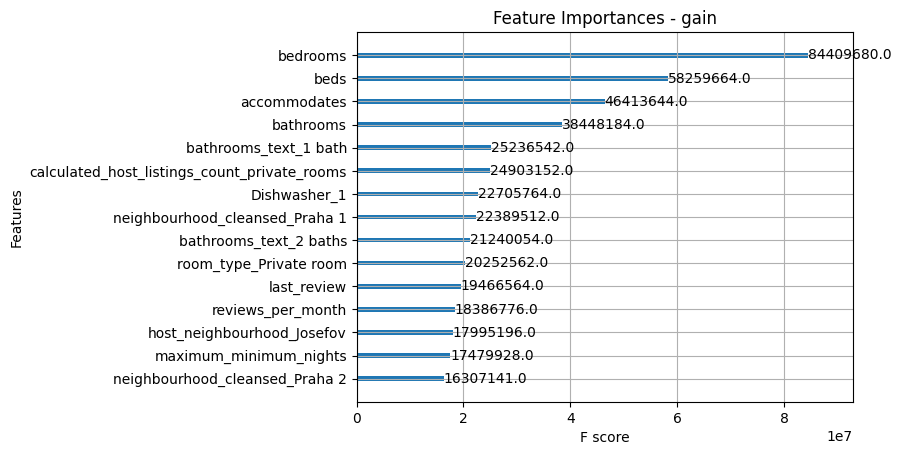 Feature Importances - gain
Features
bedrooms 84409680.0
beds 58259664.0
accommodates 46413644.0
bathrooms 38448184.0
bathrooms_text_1 bath 25236542.0
calculated_host_listings_count_private_rooms 24903152.0
Dishwasher_1 22705764.0
neighbourhood_cleansed_Praha 1 22389512.0
bathrooms_text_2 baths 21240054.0
room_type_Private room 20252562.0
last_review 19466564.0
reviews_per_month 18386776.0
host_neighbourhood_Josefov 17995196.0
maximum_minimum_nights 17479928.0
neighbourhood_cleansed_Praha 2 16307141.0
0 2 4 6 8
1e7
F score